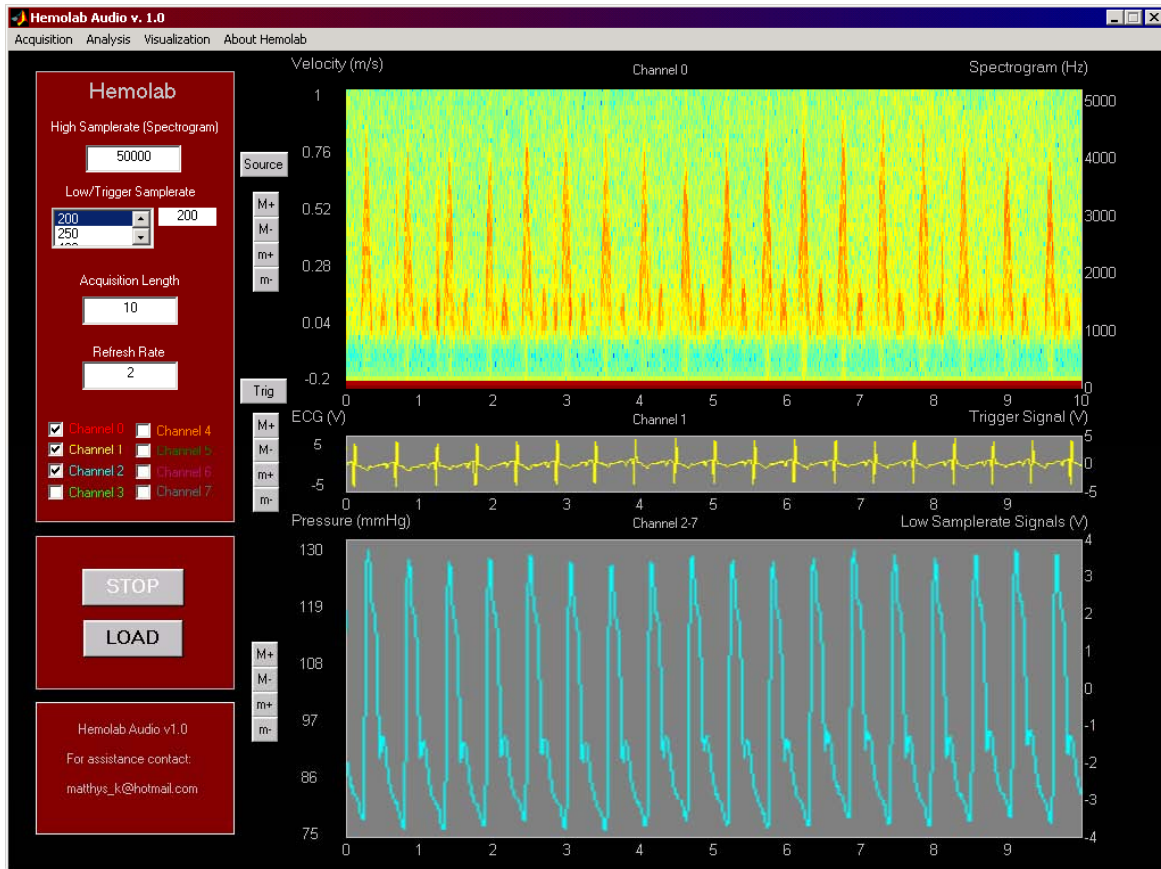 Hemolab Audio v. 1.0
Acquisition Analysis Visualization About Hemolab
Hemolab
High Samplerate (Spectrogram)
50000
Low/Trigger Samplerate
200
250
200
Acquisition Length
10
Refresh Rate
2
Channel 0 Channel 4
Channel 1 Channel 5
Channel 2 Channel 6
Channel 3 Channel 7
STOP
LOAD
Hemolab Audio v1.0
For assistance contact:
matthys_k@hotmail.com
Source
M+
M-
m+
m-
Trig
M+
M-
m+
m-
M+
M-
m+
m-
Velocity (m/s) Channel 0 Spectrogram (Hz)
1
0.76
0.52
0.28
0.04
-0.2
5000
4000
3000
2000
1000
0
0 1 2 3 4 5 6 7 8 9 10
ECG (V) Channel 1 Trigger Signal (V)
5
-5
5
0
-5
0 1 2 3 4 5 6 7 8 9
Pressure (mmHg) Channel 2-7 Low Samplerate Signals (V)
130
119
108
97
86
75
4
3
2
1
0
-1
-2
-3
-4
0 1 2 3 4 5 6 7 8 9